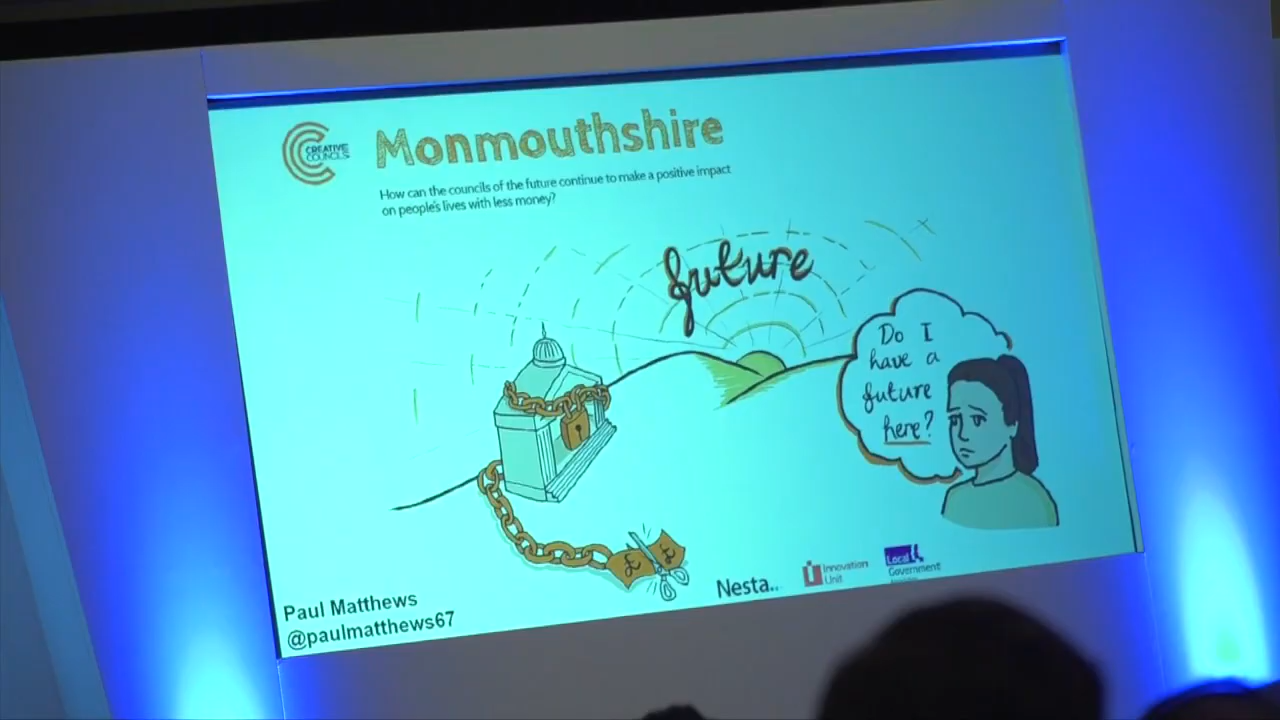 CREATIVE
COUNCILS
Monmouthshire
How can the councils of the future continue to make a positive impact
on people's lives with less money?
future
Do I
have a
future
here?
£ £
Nesta..
Innovation
Unit
Local
Government
Paul Matthews
@paulmatthews67